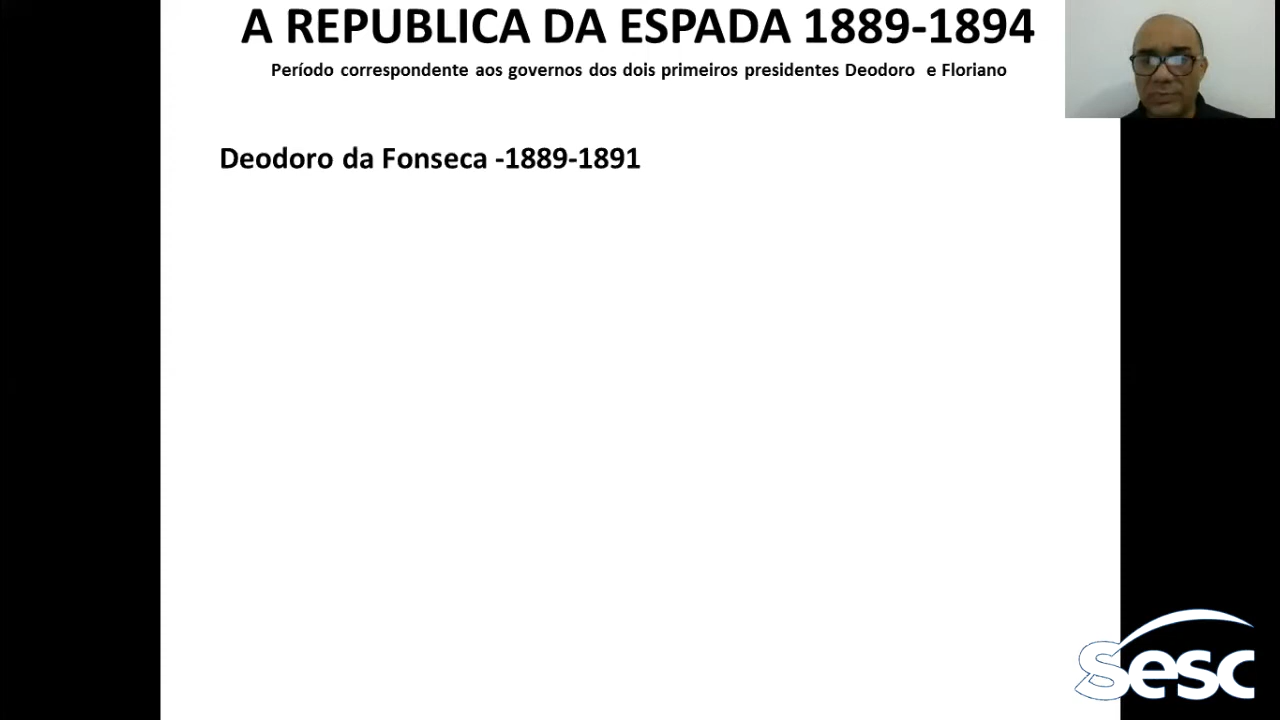 A REPUBLICA DA ESPADA 1889-1894
Período correspondente aos governos dos dois primeiros presidentes Deodoro e Floriano
Deodoro da Fonseca -1889-1891
Sesc